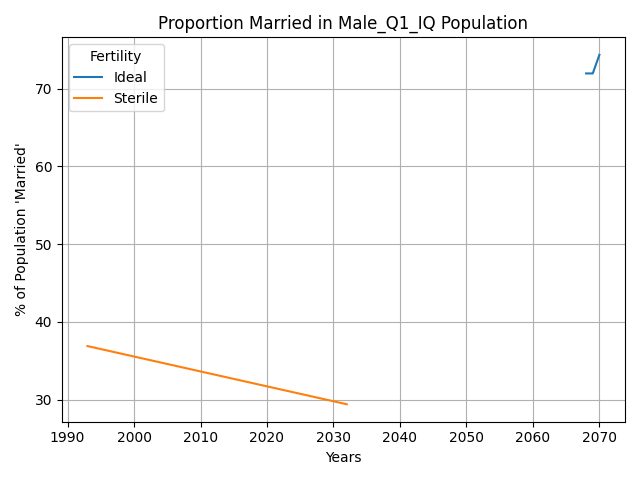 Proportion Married in Male_Q1_IQ Population
% of Population 'Married'
Fertility
Ideal
Sterile
70
60
50
40
30
1990 2000 2010 2020 2030 2040 2050 2060 2070
Years